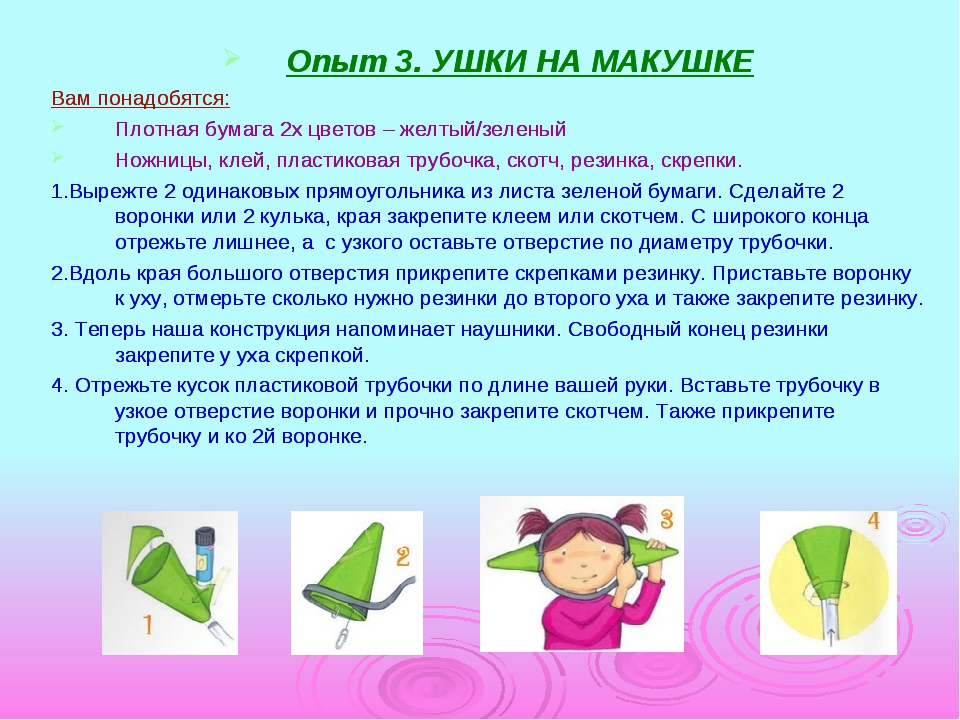 Опыт 3. УШКИ НА МАКУШКЕ
Вам понадобятся:
Плотная бумага 2х цветов – желтый/зеленый
Ножницы, клей, пластиковая трубочка, скотч, резинка, скрепки.
1.Вырежте 2 одинаковых прямоугольника из листа зеленой бумаги. Сделайте 2
воронки или 2 кулька, края закрепите клеем или скотчем. С широкого конца
отрежьте лишнее, а с узкого оставьте отверстие по диаметру трубочки.
2.Вдоль края большого отверстия прикрепите скрепками резинку. Приставьте воронку
к уху, отмерьте сколько нужно резинки до второго уха и также закрепите резинку.
3. Теперь наша конструкция напоминает наушники. Свободный конец резинки
закрепите у уха скрепкой.
4. Отрежьте кусок пластиковой трубочки по длине вашей руки. Вставьте трубочку в
узкое отверстие воронки и прочно закрепите скотчем. Также прикрепите
трубочку и ко 2й воронке.
1
2
3
4